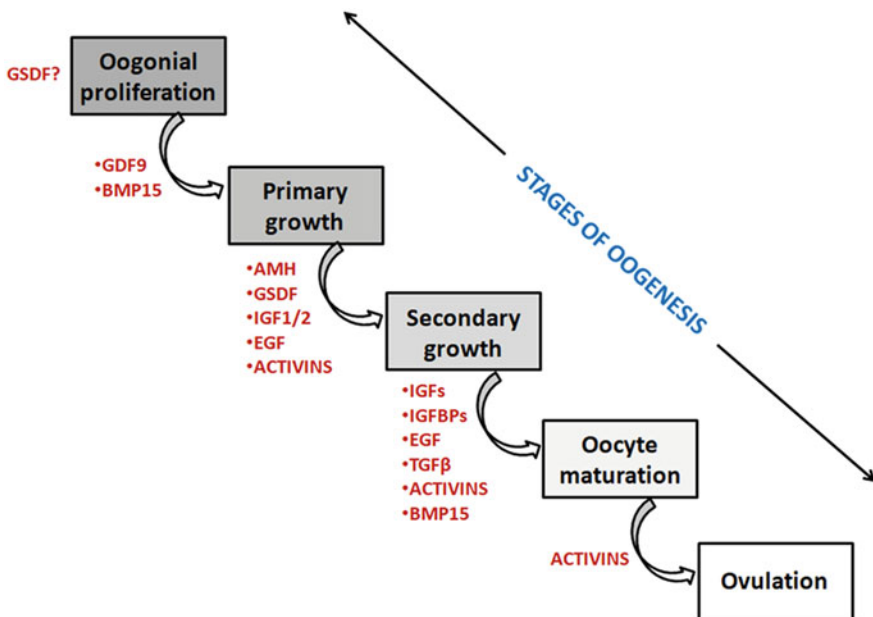 GSDF?
Oogonial
proliferation
•GDF9
•BMP15
Primary
growth
STAGES OF OOGENESIS
•AMH
•GSDF
•IGF1/2
•EGF
•ACTIVINS
Secondary
growth
•IGFs
•IGFBPs
•EGF
•TGFβ
•ACTIVINS
•BMP15
Oocyte
maturation
ACTIVINS
Ovulation